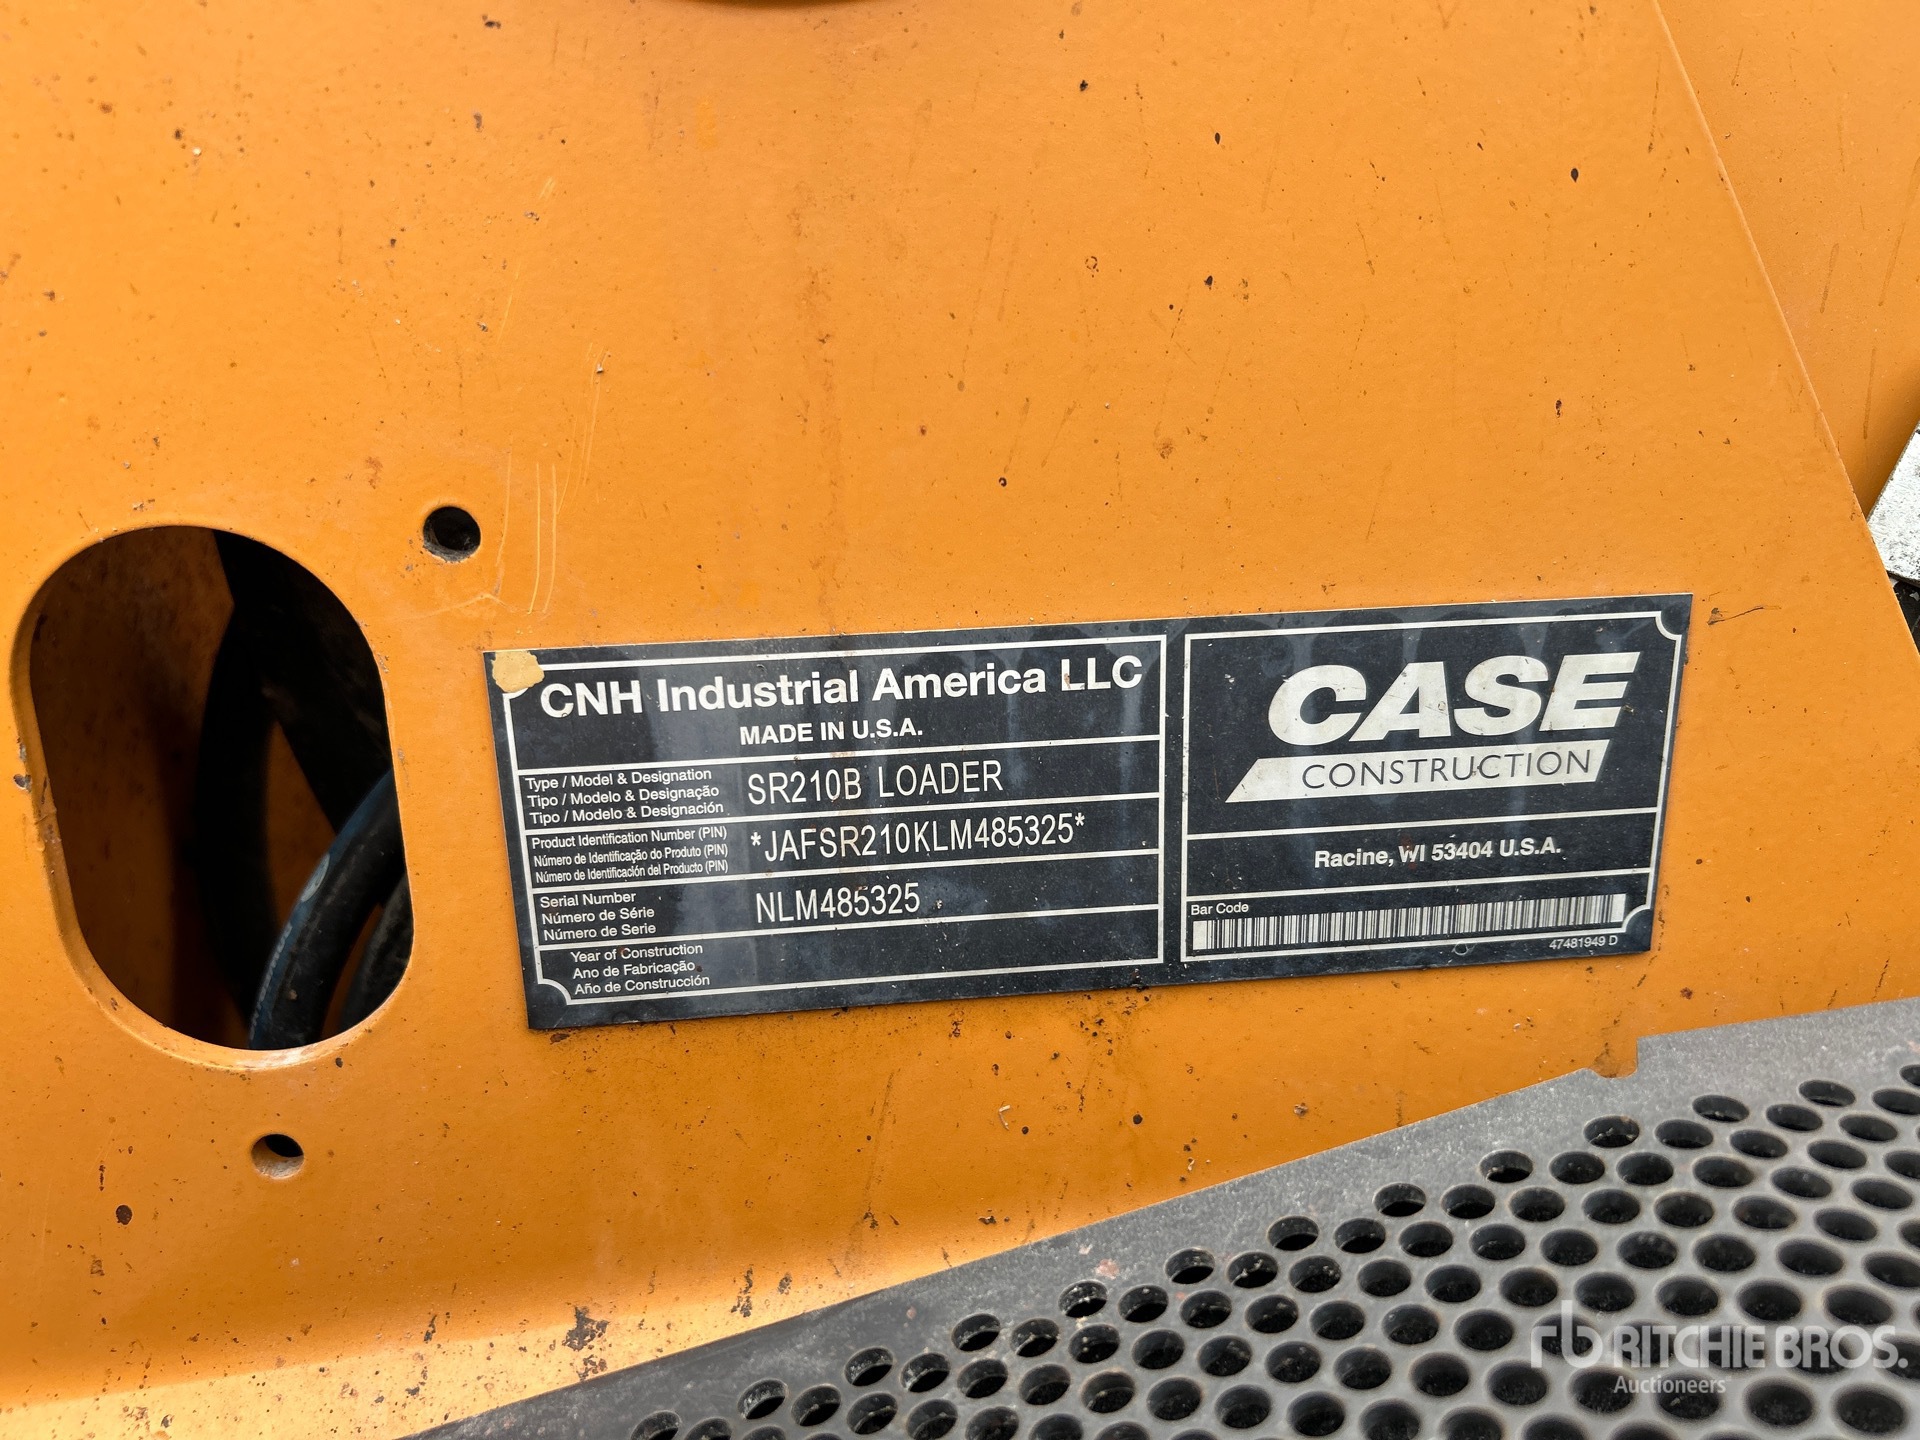 CNH Industrial America LLC
MADE IN U.S.A.
Type / Model & Designation
Tipo / Modelo & Designação
Tipo / Modelo & Designación
SR210B LOADER
Product Identification Number (PIN)
Número de Identificação do Produto (PIN)
Número de Identificación del Producto (PIN)
*JAFSR210KLM485325*
Serial Number
Número de Série
Número de Serie
NLM485325
Year of Construction
Ano de Fabricação
Año de Construcción
CASE
CONSTRUCTION
Racine, WI 53404 U.S.A.
Bar Code
47481949 D
rb RITCHIE BROS.
Auctioneers